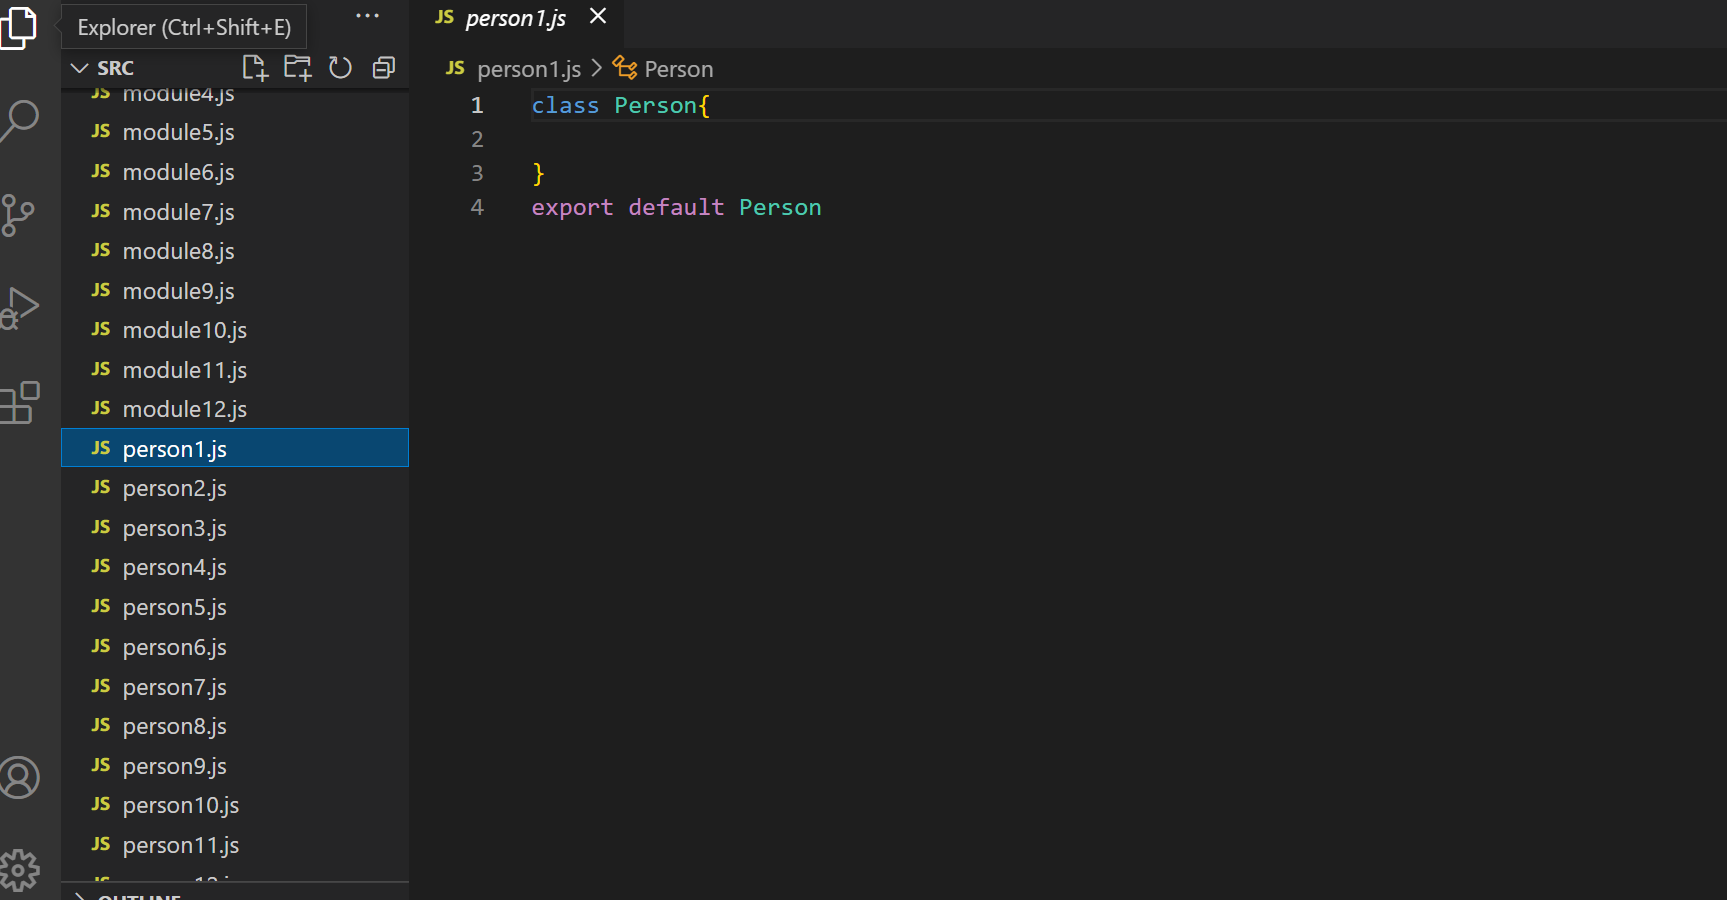 Explorer (Ctrl+Shift+E)
...
SRC
JS module4.js
JS module5.js
JS module6.js
JS module7.js
JS module8.js
JS module9.js
JS module10.js
JS module11.js
JS module12.js
JS person1.js
JS person2.js
JS person3.js
JS person4.js
JS person5.js
JS person6.js
JS person7.js
JS person8.js
JS person9.js
JS person10.js
JS person11.js
OUTLINE
JS person1.js
JS person1.js > Person
1 class Person{
2
3 }
4 export default Person